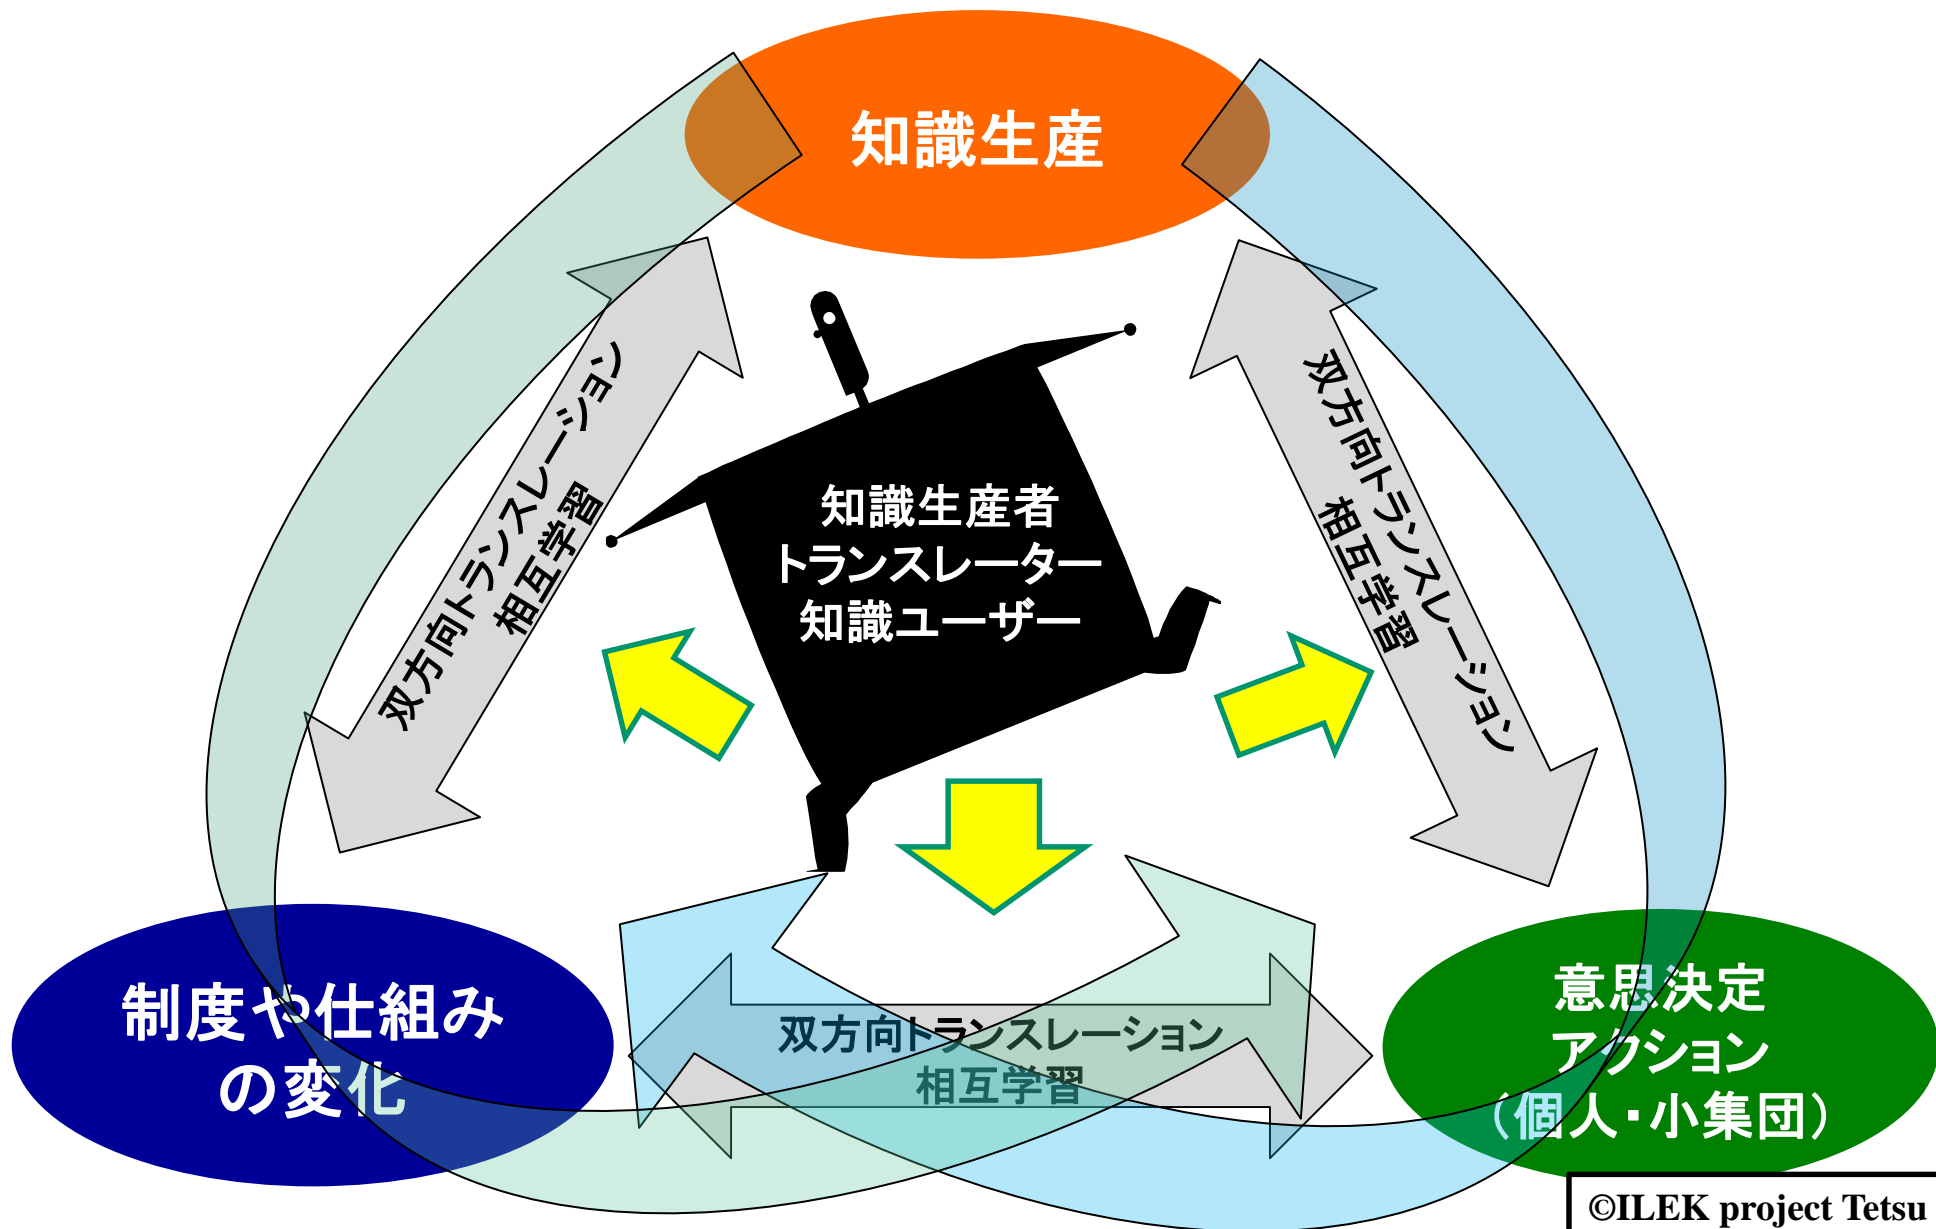 知識生産
双方向トランスレーション
相互学習
双方向トランスレーション
相互学習
知識生産者
トランスレーター
知識ユーザー
制度や仕組み
の変化
双方向トランスレーション
相互学習
意思決定
アクション
(個人・小集団)
©ILEK project Tetsu